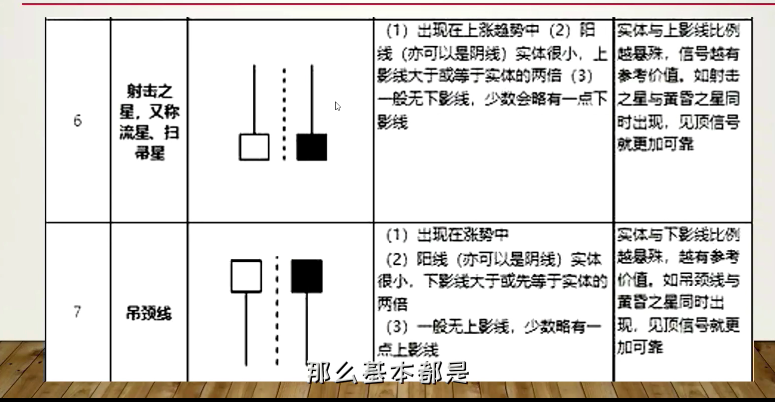 6
射击之
星，又称
流星、扫
帚星
（1）出现在上涨趋势中（2）阳
线（亦可以是阴线）实体很小，上
影线大于或等于实体的两倍（3）
一般无下影线，少数会略有一点下
影线
实体与上影线比例
越悬殊，信号越有
参考价值。如射击
之星与黄昏之星同
时出现，见顶信号
就更加可靠
7
吊颈线
（1）出现在涨势中
（2）阳线（亦可以是阴线）实体
很小，下影线大于或先等于实体的
两倍
（3）一般无上影线，少数略有一
点上影线
实体与下影线比例
越悬殊，越有参考
价值。如吊颈线与
黄昏之星同时出
现，见顶信号就更
加可靠
那么基本都是